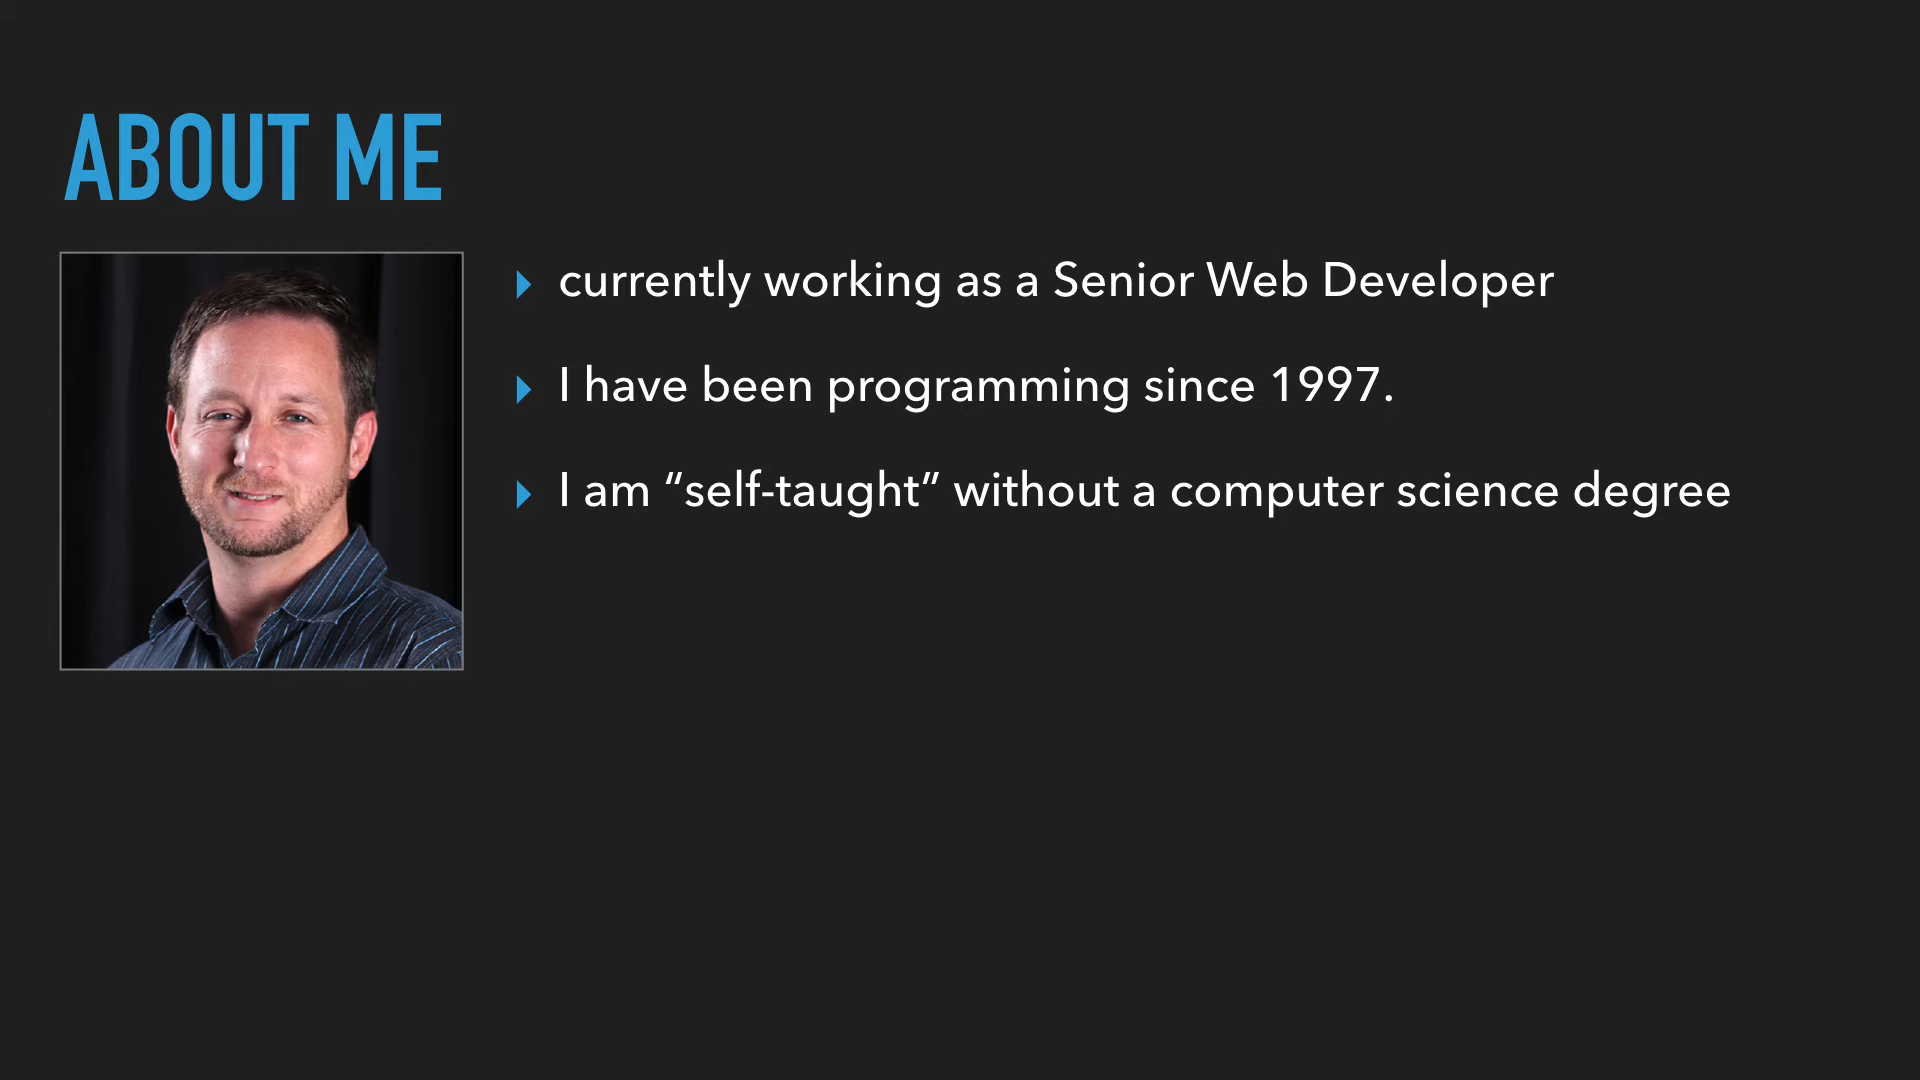 ABOUT ME
currently working as a Senior Web Developer
I have been programming since 1997.
I am “self-taught” without a computer science degree